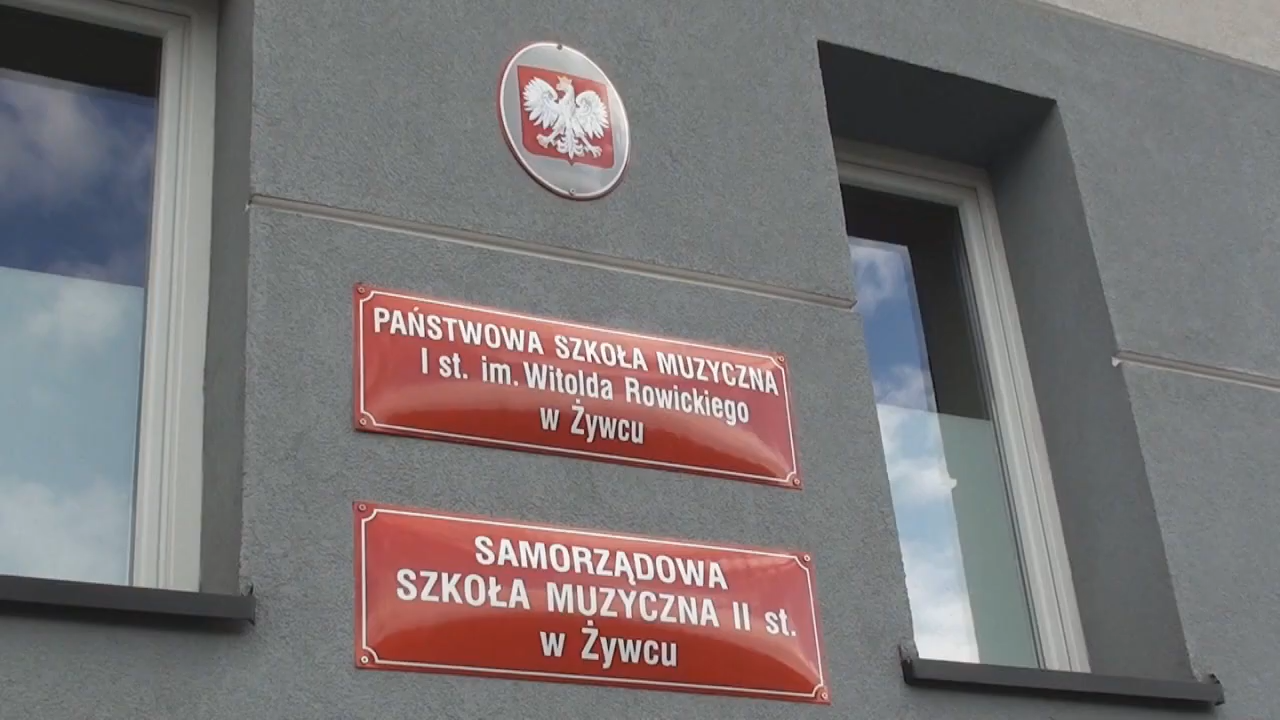 PAŃSTWOWA SZKOŁA MUZYCZNA
I st. im. Witolda Rowickiego
w Żywcu
SAMORZĄDOWA
SZKOŁA MUZYCZNA II st.
w Żywcu